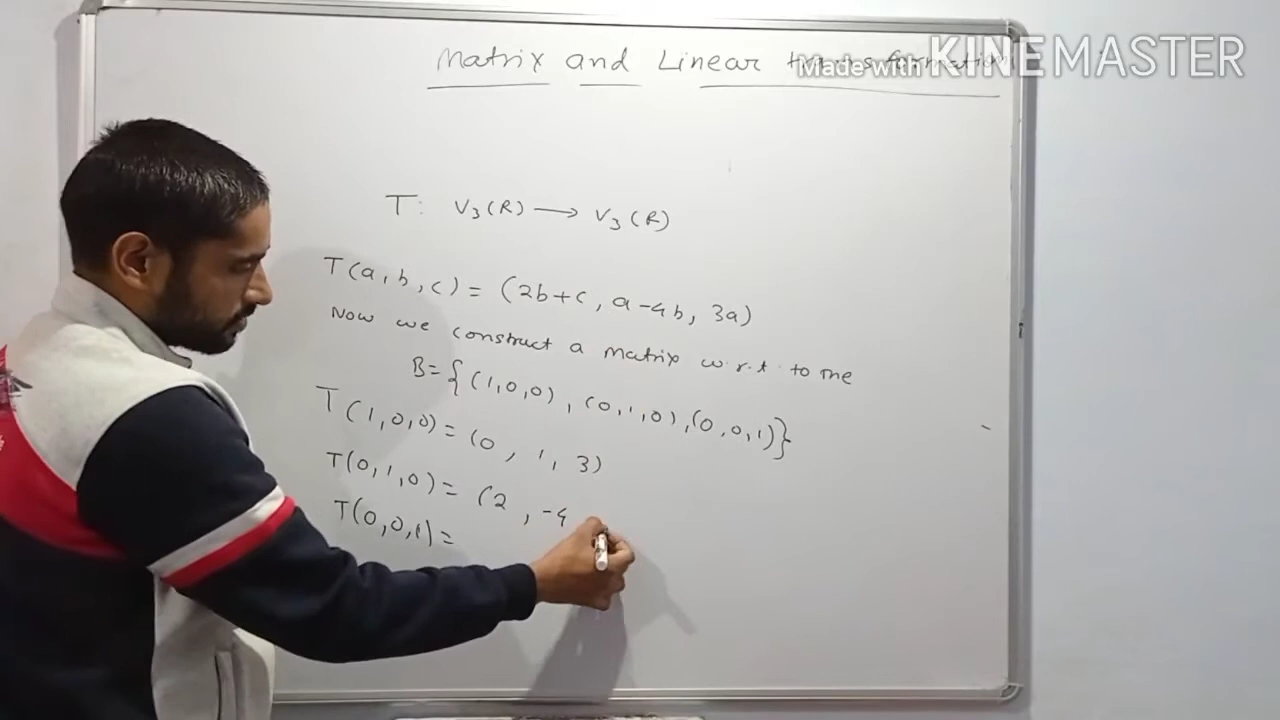 Matrix and Linear transformation
Made with KINEMASTER
T: V₃(R) → V₃(R)
T(a, b, c) = (2b+c, a-4b, 3a)
Now we construct a matrix w.r.t. to the
B = {(1,0,0), (0,1,0), (0,0,1)}
T(1,0,0) = (0, 1, 3)
T(0,1,0) = (2, -4
T(0,0,1) =